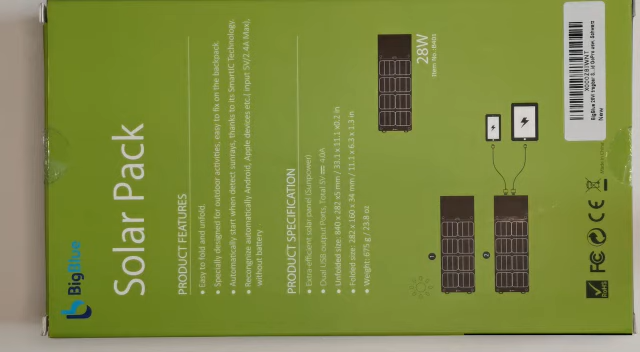 BigBlue
Solar Pack
PRODUCT FEATURES
• Easy to fold and unfold.
• Specially designed for outdoor activities, easy to fix on the backpack.
• Automatically start when detect sunrays, thanks to its SmartIC Technology.
• Recongnize automatically Android, Apple devices etc.( input 5V/2.4A Max),
without battery
PRODUCT SPECIFICATION
• Extra efficient solar panel (Sunpower)
• Dual USB output Ports, Total 5V ⎓ 4.0A
• Unfolded size: 840 x 282 x5 mm / 33.1 x 11.1 x0.2 in
• Folded size: 282 x 160 x 34 mm / 11.1 x 6.3 x 1.3 in
• Weight: 675 g / 23.8 oz
28W
Item No.: B401
1
2
RoHS
FC CE
New